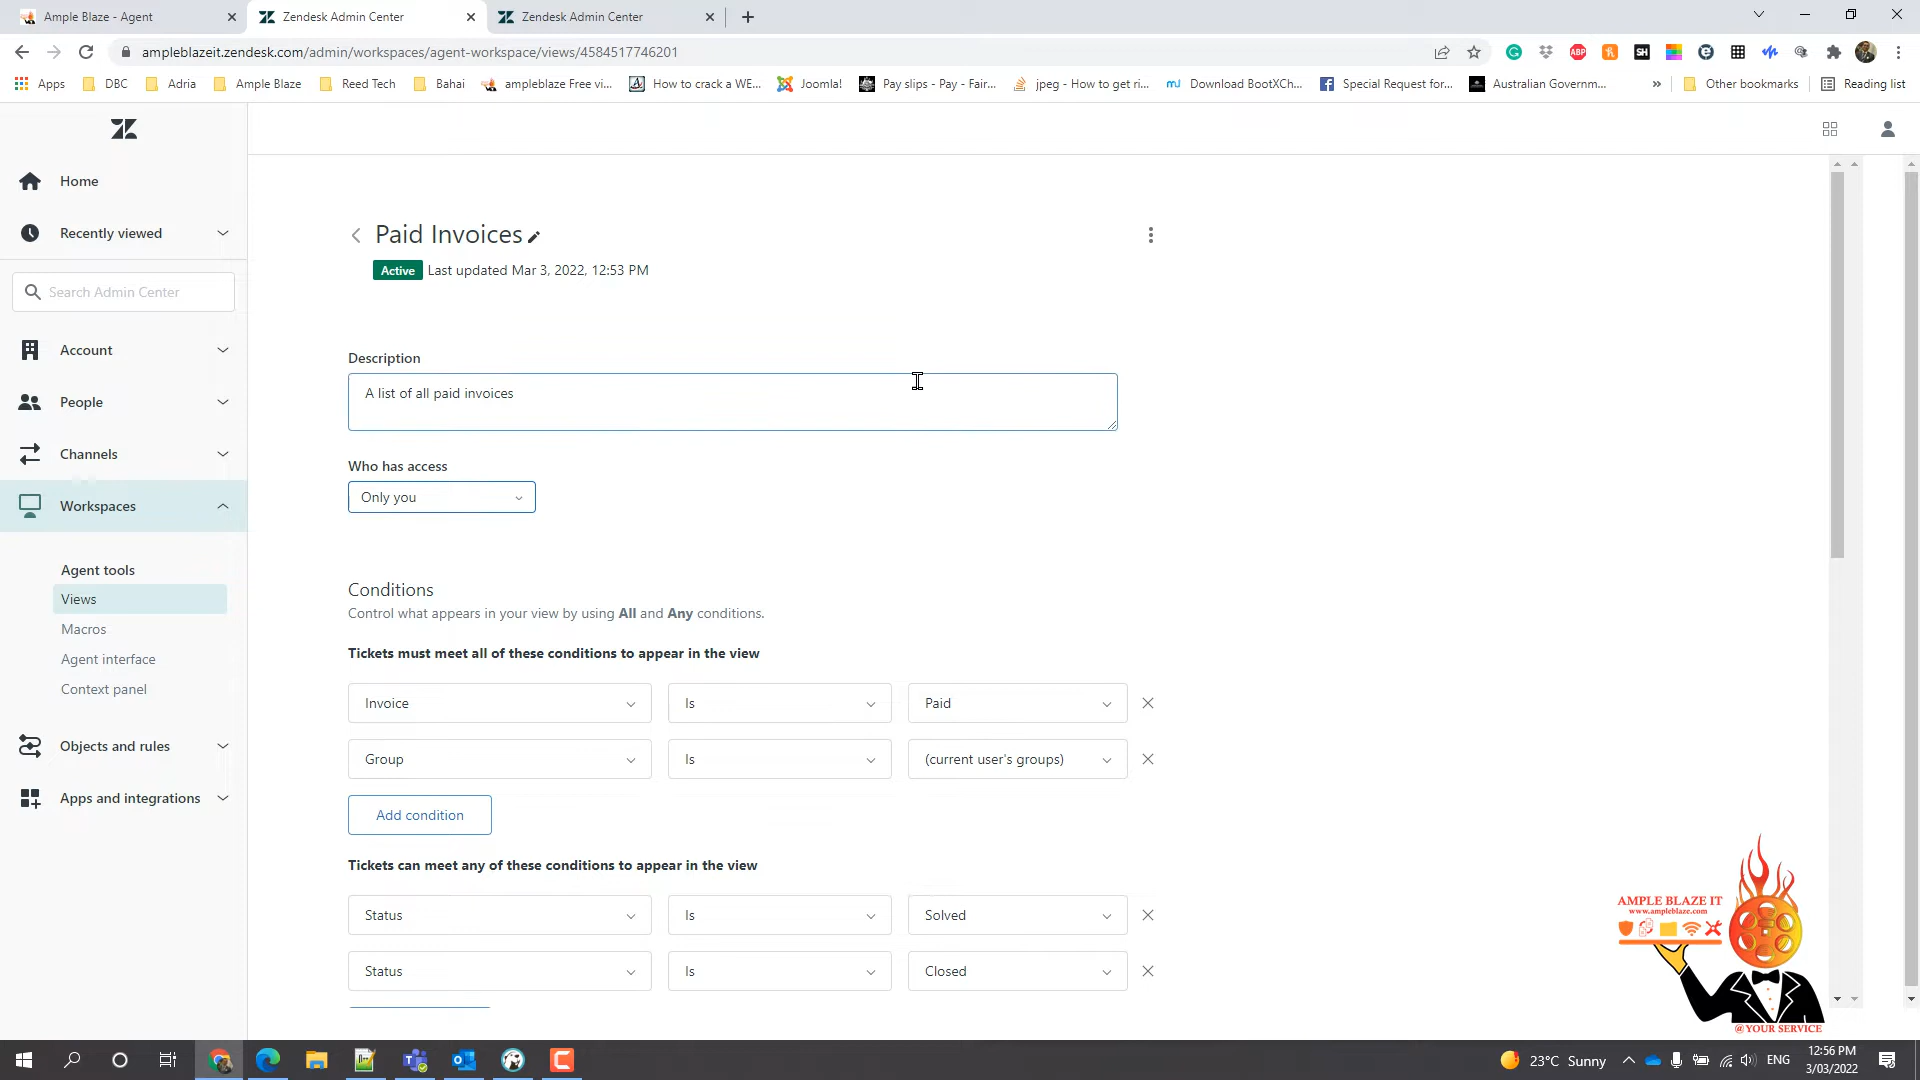 Ample Blaze - Agent
Zendesk Admin Center
Zendesk Admin Center
ampleblazeit.zendesk.com/admin/workspaces/agent-workspace/views/4584517746201
Apps
DBC
Adria
Ample Blaze
Reed Tech
Bahai
ampleblaze Free vi...
How to crack a WE...
Joomla!
Pay slips - Pay - Fair...
jpeg - How to get ri...
Download BootXCh...
Special Request for...
Australian Governm...
Other bookmarks
Reading list
Home
Recently viewed
Search Admin Center
Account
People
Channels
Workspaces
Agent tools
Views
Macros
Agent interface
Context panel
Objects and rules
Apps and integrations
Paid Invoices
Active Last updated Mar 3, 2022, 12:53 PM
Description
A list of all paid invoices
Who has access
Only you
Conditions
Control what appears in your view by using All and Any conditions.
Tickets must meet all of these conditions to appear in the view
Invoice Is Paid
Group Is (current user's groups)
Add condition
Tickets can meet any of these conditions to appear in the view
Status Is Solved
Status Is Closed
AMPLE BLAZE IT
www.ampleblaze.com
@ YOUR SERVICE
23°C Sunny
ENG
12:56 PM
3/03/2022